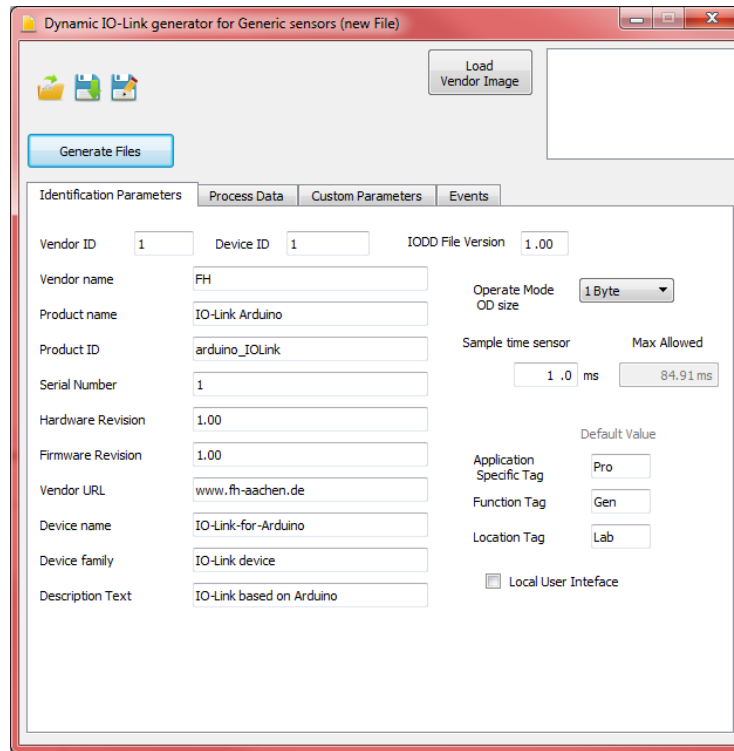 Dynamic IO-Link generator for Generic sensors (new File)
Load
Vendor Image
Generate Files
Identification Parameters Process Data Custom Parameters Events
Vendor ID 1 Device ID 1 IODD File Version 1 .00
Vendor name FH
Operate Mode 1 Byte
OD size
Product name IO-Link Arduino
Product ID arduino_IOLink
Sample time sensor Max Allowed
1 .0 ms 84.91 ms
Serial Number 1
Hardware Revision 1.00
Default Value
Firmware Revision 1.00
Application
Specific Tag Pro
Vendor URL www.fh-aachen.de
Function Tag Gen
Device name IO-Link-for-Arduino
Location Tag Lab
Device family IO-Link device
Local User Inteface
Description Text IO-Link based on Arduino